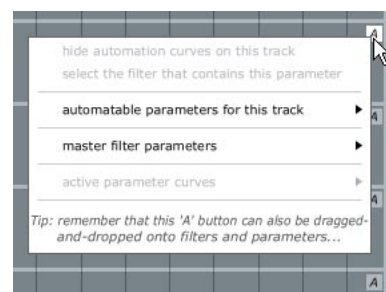 A
hide automation curves on this track
select the filter that contains this parameter
automatable parameters for this track
A
master filter parameters
active parameter curves
A
Tip: remember that this 'A' button can also be dragged-
and-dropped onto filters and parameters...
A